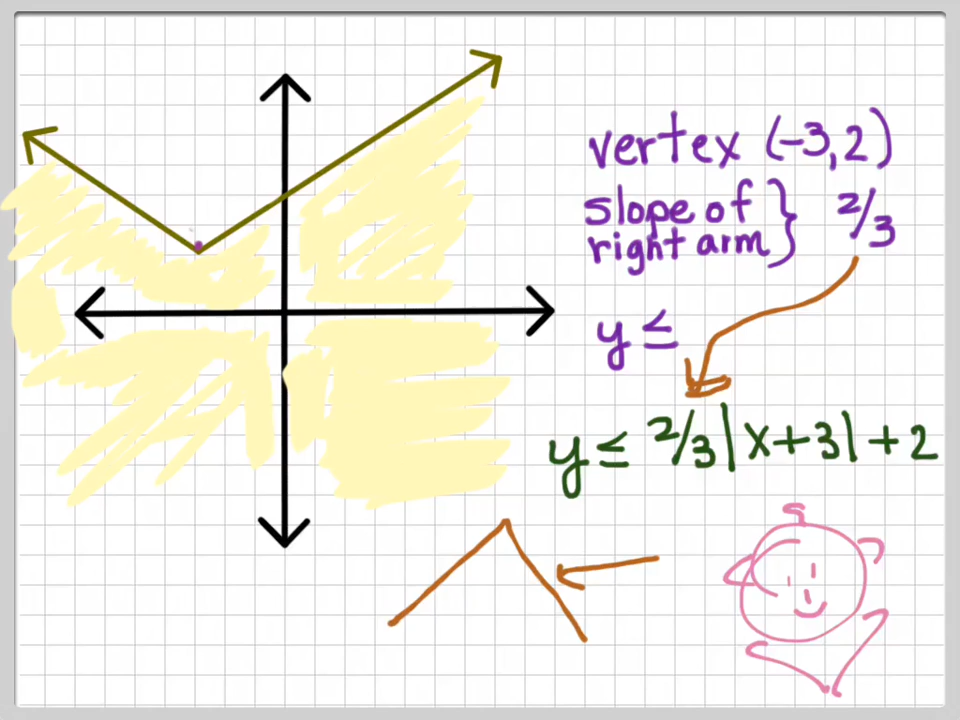 vertex (-3,2)
slope of
right arm } 2/3
y ≤
y ≤ 2/3|x+3|+2